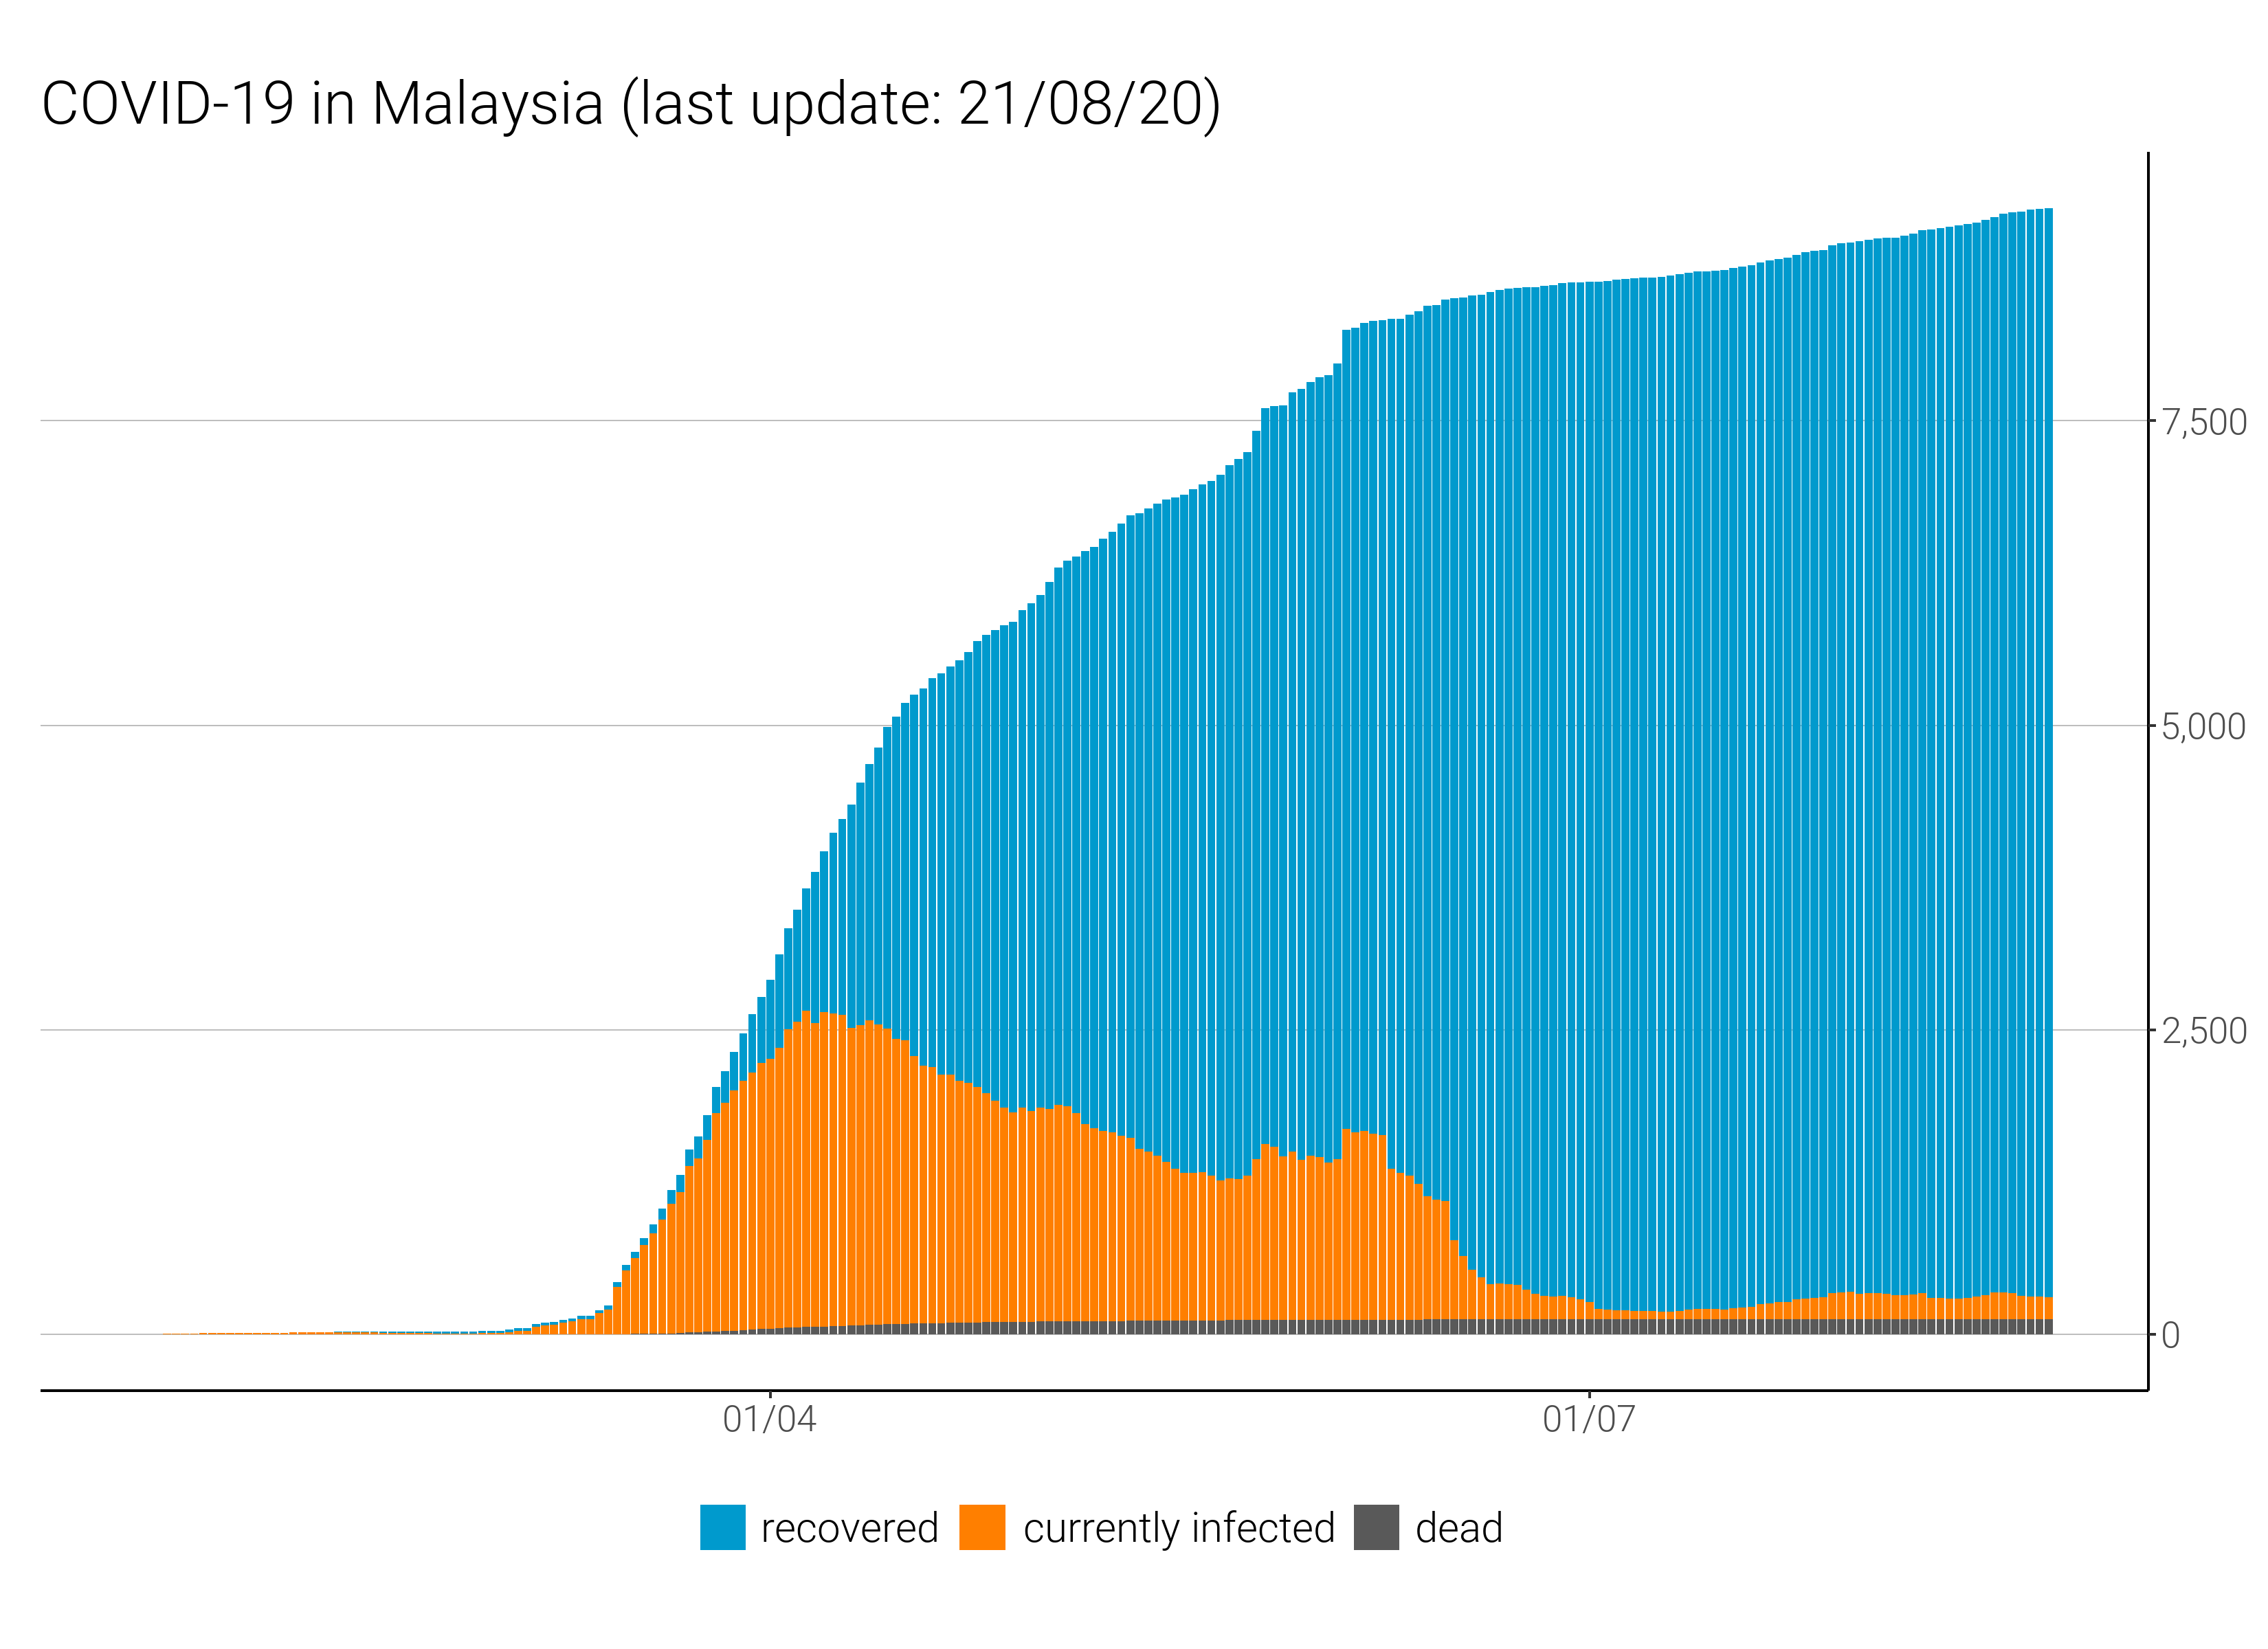 COVID-19 in Malaysia (last update: 21/08/20)
7,500
5,000
2,500
0
01/04 01/07
recovered currently infected dead